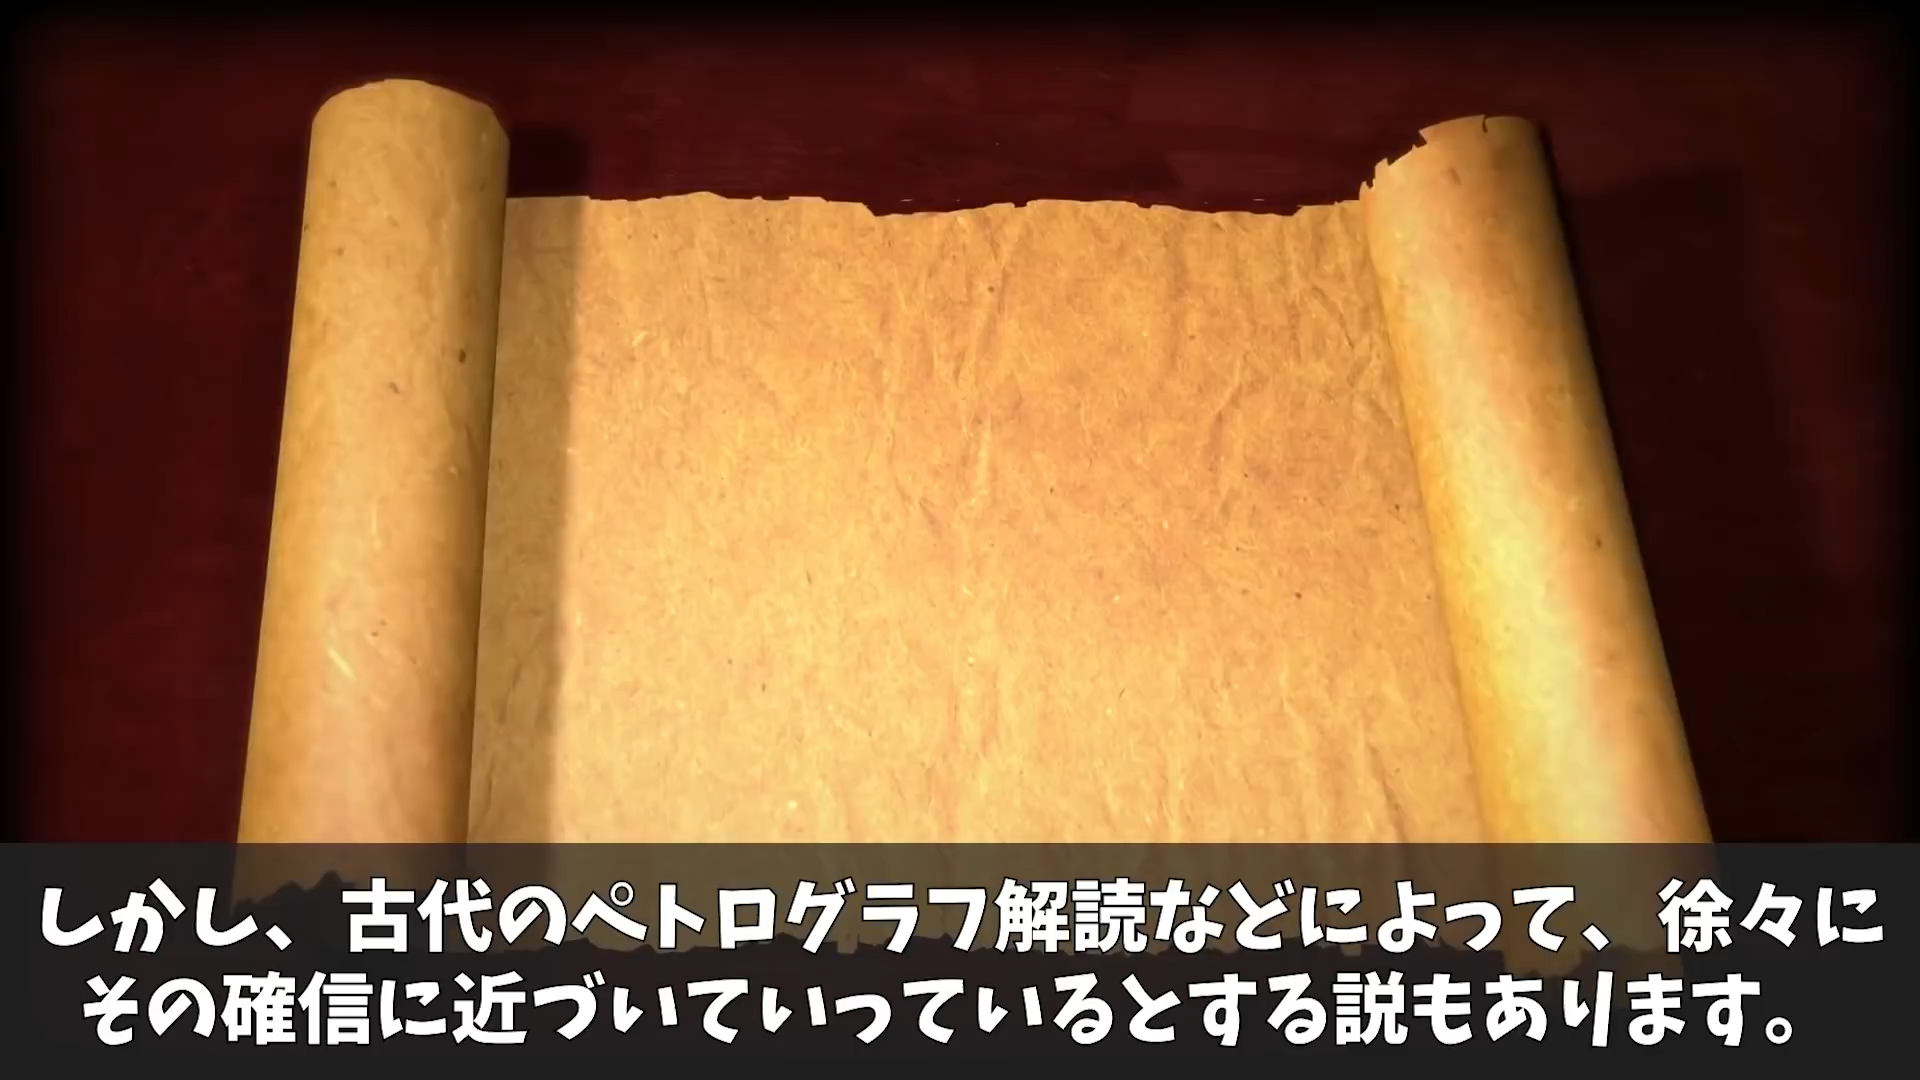 しかし、古代のペトログラフ解読などによって、徐々に
その確信に近づいていっているとする説もあります。